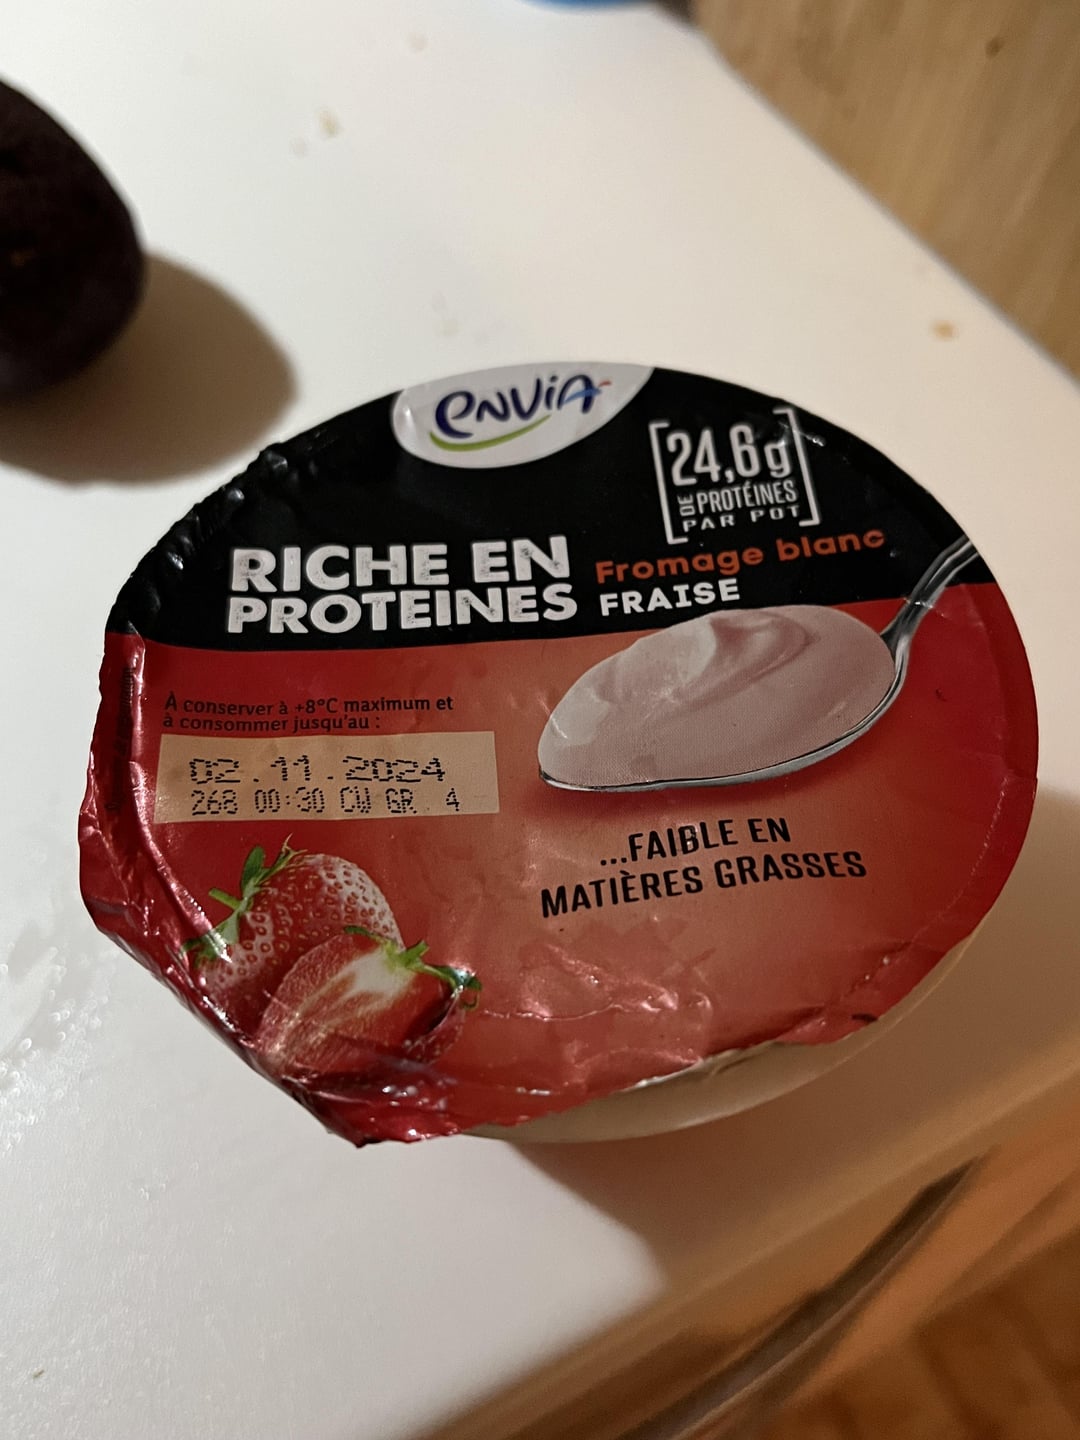 envia
24,6g
DE PROTÉINES
PAR POT
RICHE EN
PROTEINES
Fromage blanc
FRAISE
À conserver à +8°C maximum et
à consommer jusqu'au :
02.11.2024
268 00:30 CW GR 4
...FAIBLE EN
MATIÈRES GRASSES